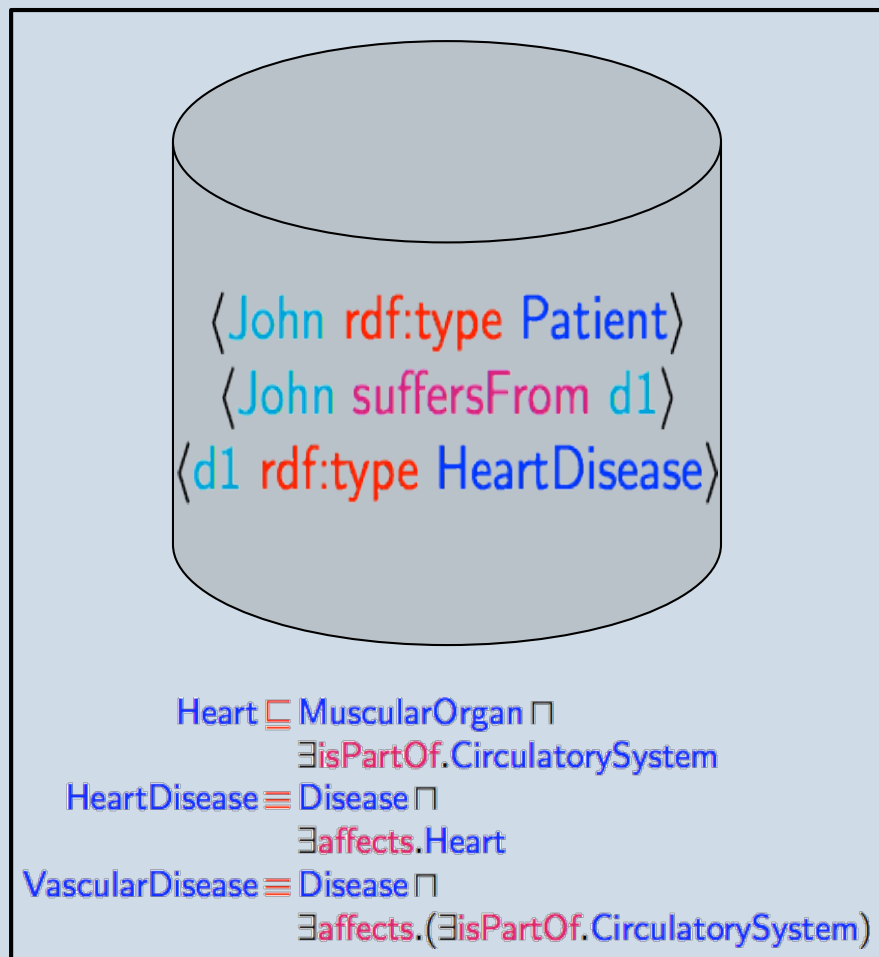 ⟨John rdf:type Patient⟩
⟨John suffersFrom d1⟩
⟨d1 rdf:type HeartDisease⟩
Heart ⊑ MuscularOrgan ⊓
∃isPartOf.CirculatorySystem
HeartDisease ≡ Disease ⊓
∃affects.Heart
VascularDisease ≡ Disease ⊓
∃affects.(∃isPartOf.CirculatorySystem)